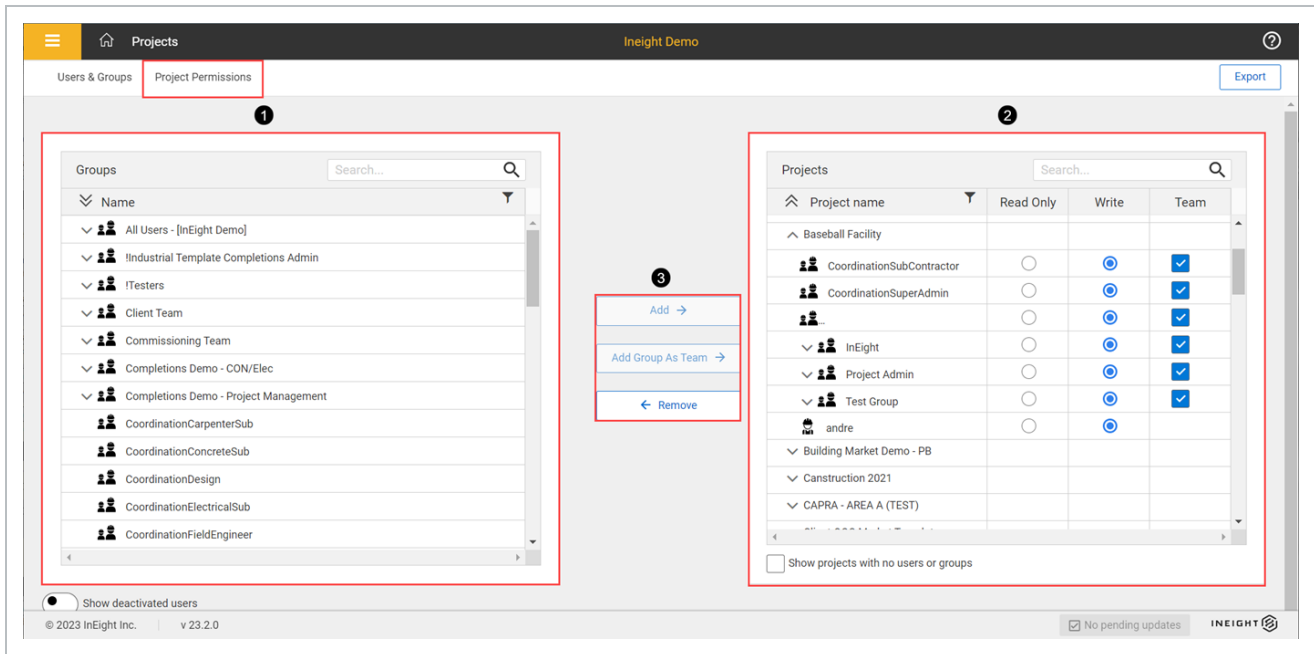 Projects
Ineight Demo
Users & Groups
Project Permissions
Export
1
2
Groups
Search...
Name
All Users - [InEight Demo]
!Industrial Template Completions Admin
!Testers
Client Team
Commissioning Team
Completions Demo - CON/Elec
Completions Demo - Project Management
CoordinationCarpenterSub
CoordinationConcreteSub
CoordinationDesign
CoordinationElectricalSub
CoordinationFieldEngineer
3
Add →
Add Group As Team →
← Remove
Projects
Search...
Project name Read Only Write Team
Baseball Facility
CoordinationSubContractor
CoordinationSuperAdmin
...
InEight
Project Admin
Test Group
andre
Building Market Demo - PB
Canstruction 2021
CAPRA - AREA A (TEST)
Show projects with no users or groups
Show deactivated users
© 2023 InEight Inc. v 23.2.0
No pending updates
INEIGHT